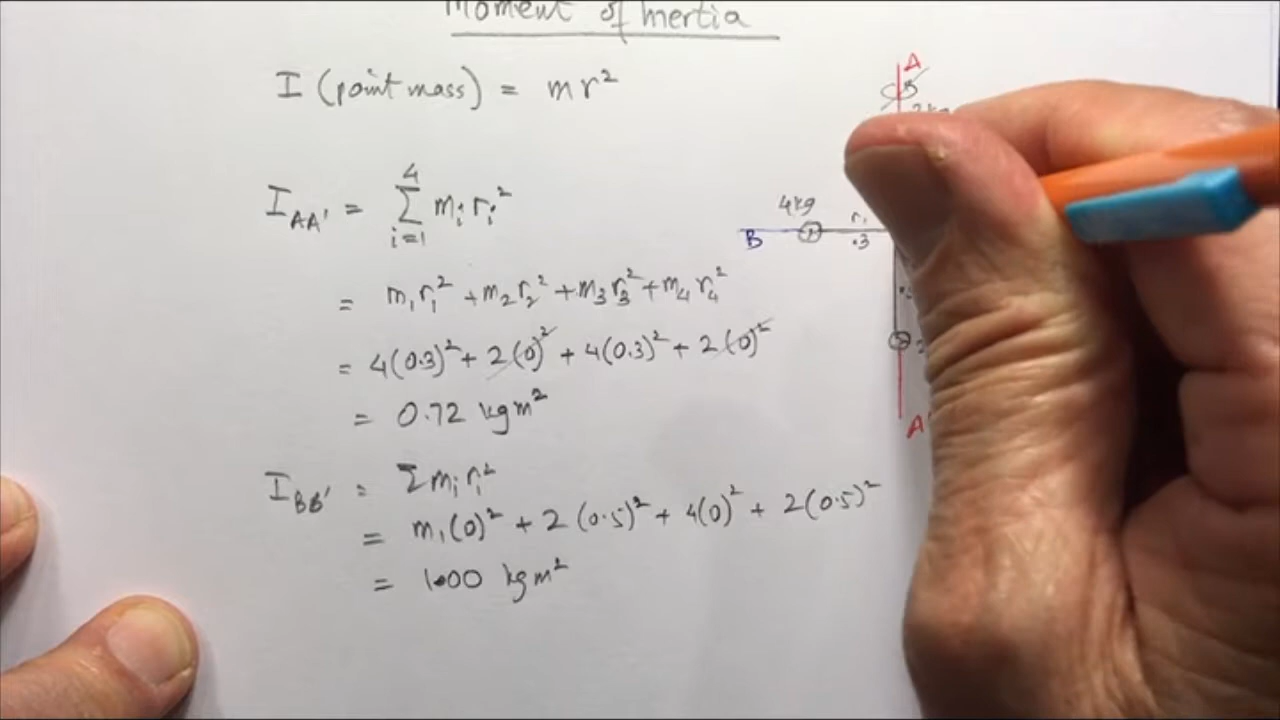 Moment of Inertia
I (point mass) = mr²
I_AA' = Σ_{i=1}^{4} m_i r_i²
= m₁r₁² + m₂r₂² + m₃r₃² + m₄r₄²
= 4(0.3)² + 2(0)² + 4(0.3)² + 2(0)²
= 0.72 kgm²
I_BB' = Σ m_i r_i²
= m₁(0)² + 2(0.5)² + 4(0)² + 2(0.5)²
= 1.00 kgm²
A
4kg
r₁
B
.3
A'